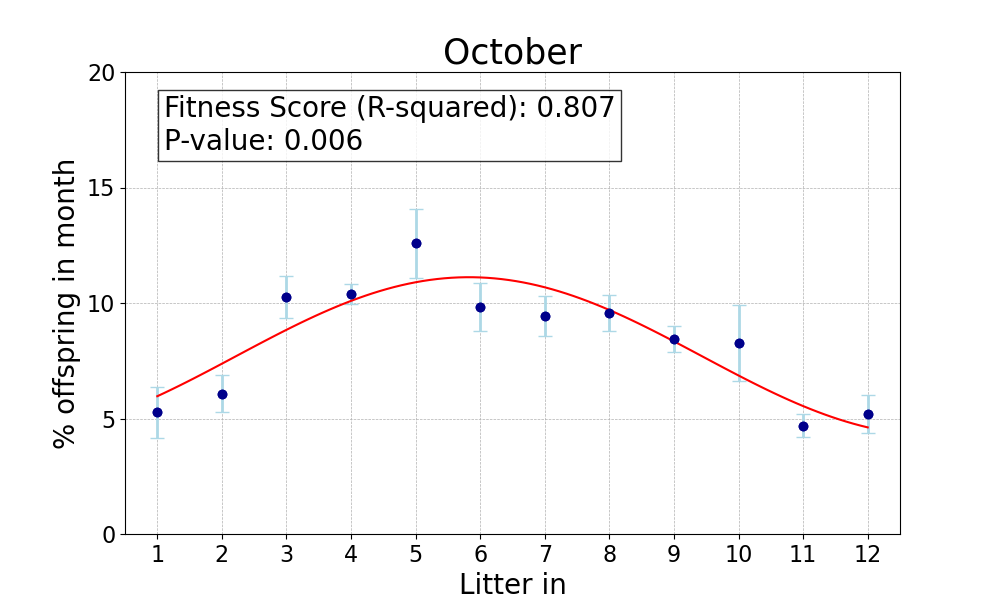 October
Fitness Score (R-squared): 0.807
P-value: 0.006
20
15
10
5
0
% offspring in month
1 2 3 4 5 6 7 8 9 10 11 12
Litter in